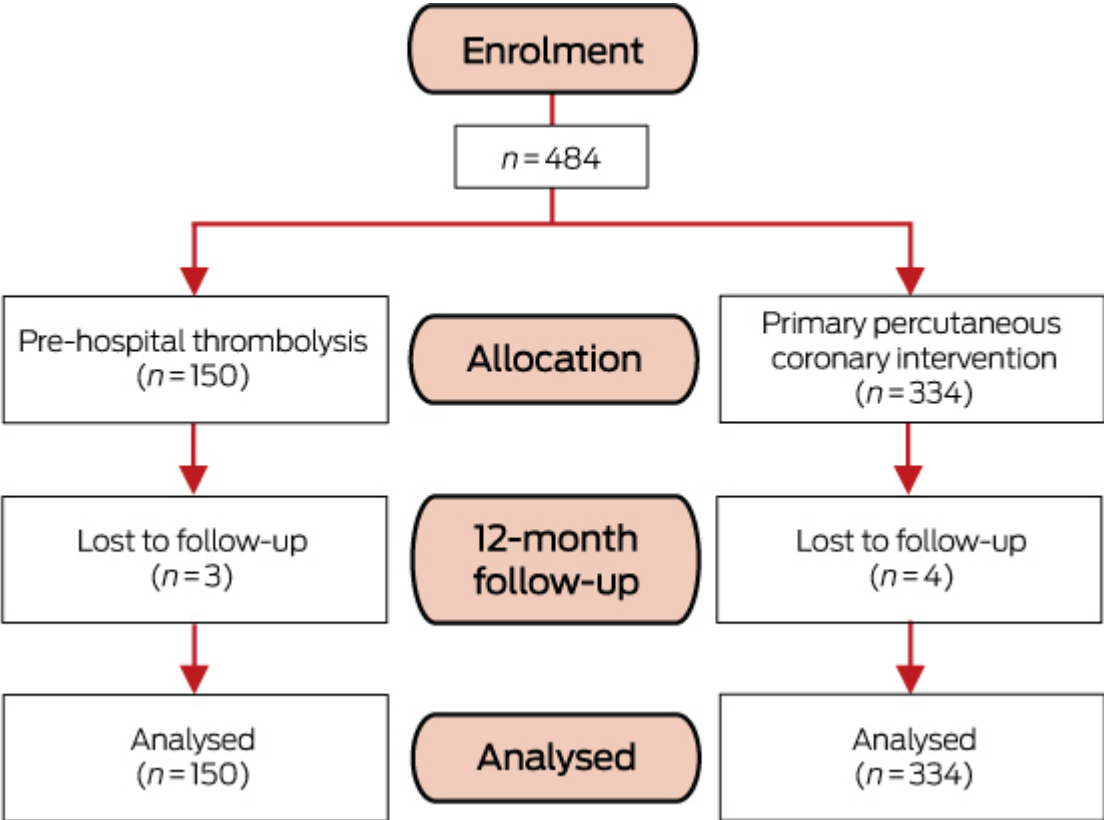 Enrolment
n=484
Pre-hospital thrombolysis
(n=150)
Allocation
Primary percutaneous
coronary intervention
(n=334)
Lost to follow-up
(n=3)
12-month
follow-up
Lost to follow-up
(n=4)
Analysed
(n=150)
Analysed
Analysed
(n=334)